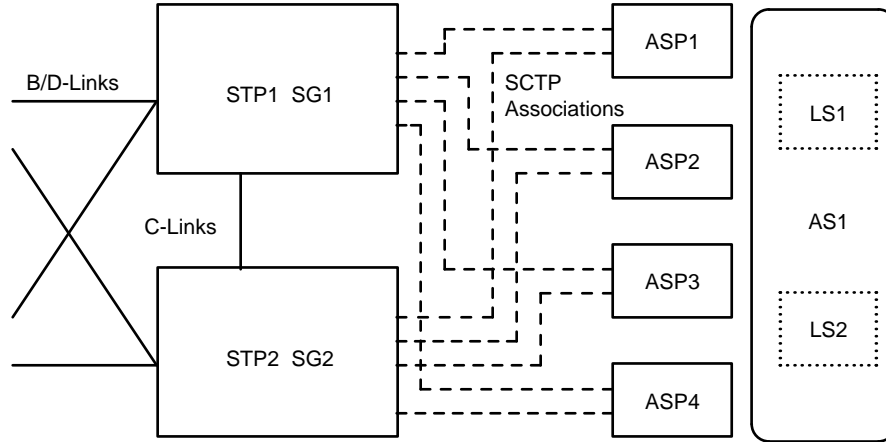 B/D-Links
STP1 SG1
SCTP
Associations
ASP1
LS1
ASP2
C-Links
AS1
ASP3
STP2 SG2
LS2
ASP4